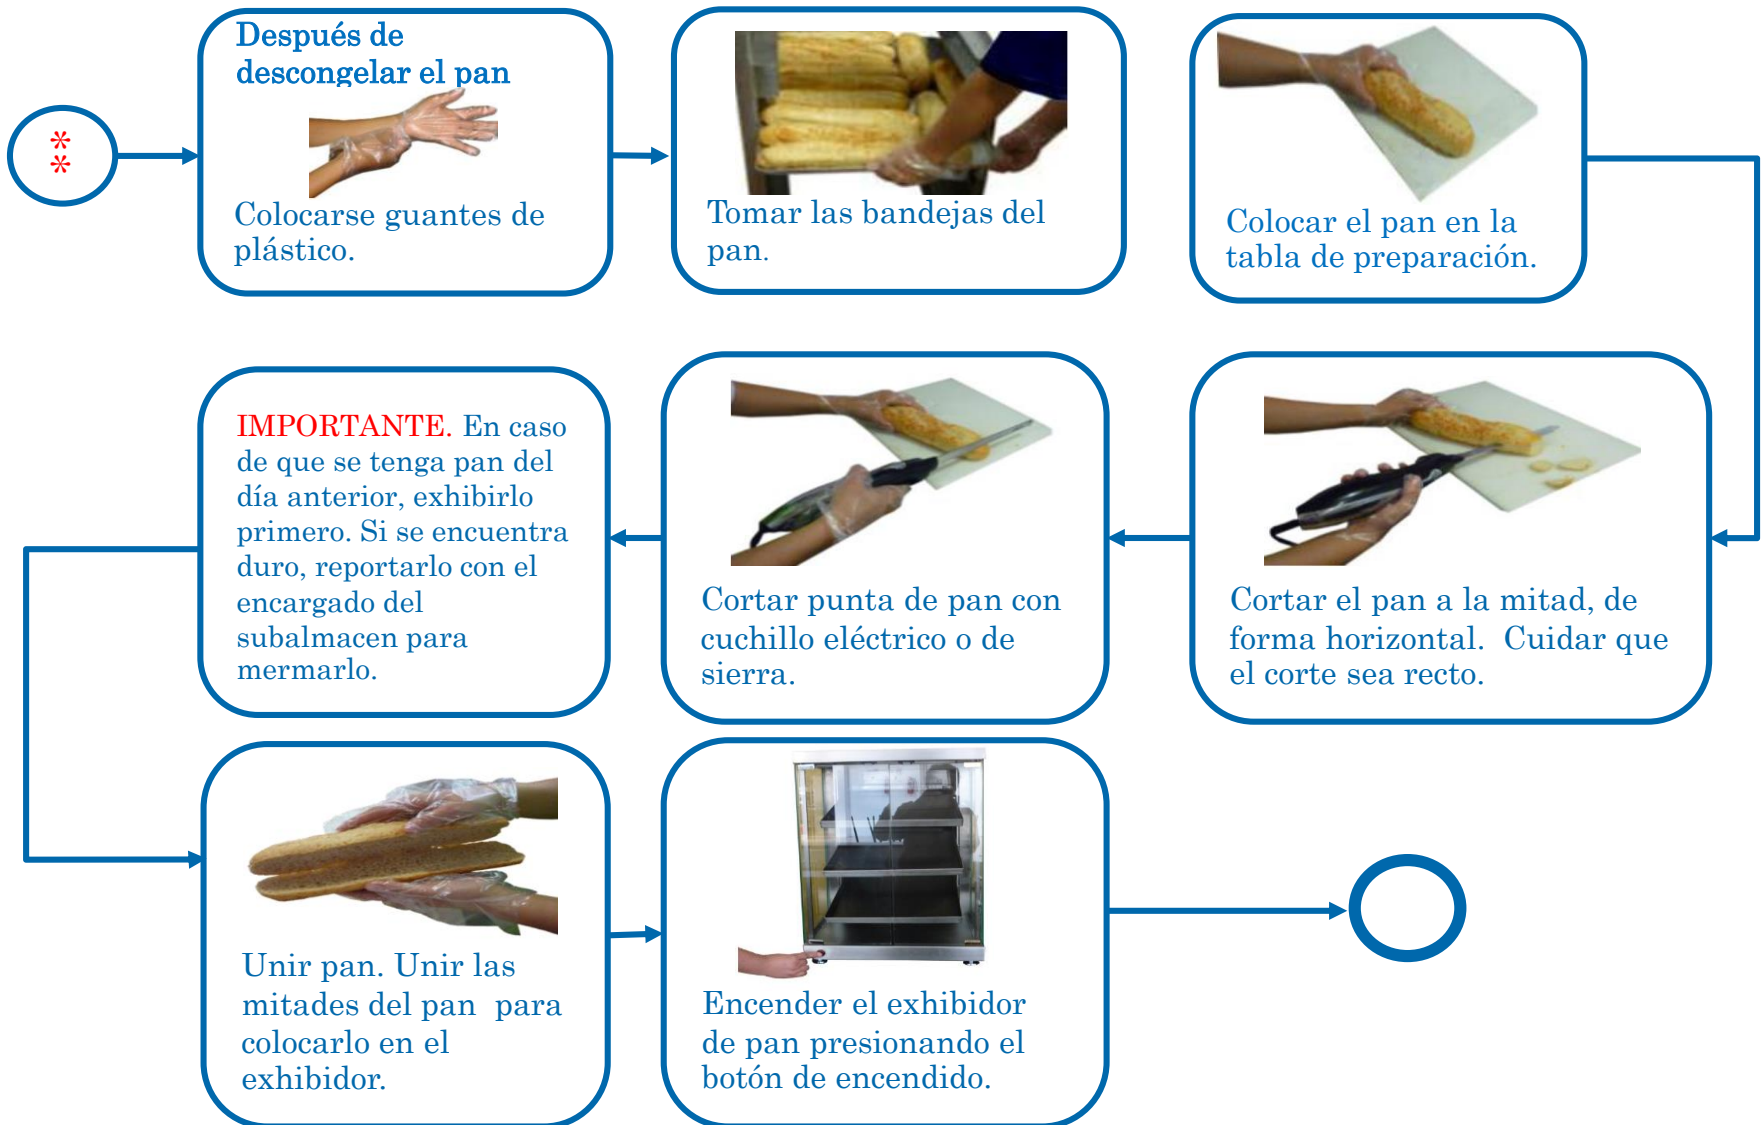 Después de
descongelar el pan
*
*
Colocarse guantes de
plástico.
Tomar las bandejas del
pan.
Colocar el pan en la
tabla de preparación.
Cortar el pan a la mitad, de
forma horizontal.  Cuidar que
el corte sea recto.
Cortar punta de pan con
cuchillo eléctrico o de
sierra.
IMPORTANTE. En caso
de que se tenga pan del
día anterior, exhibirlo
primero. Si se encuentra
duro, reportarlo con el
encargado del
subalmacen para
mermarlo.
Unir pan. Unir las
mitades del pan  para
colocarlo en el
exhibidor.
Encender el exhibidor
de pan presionando el
botón de encendido.